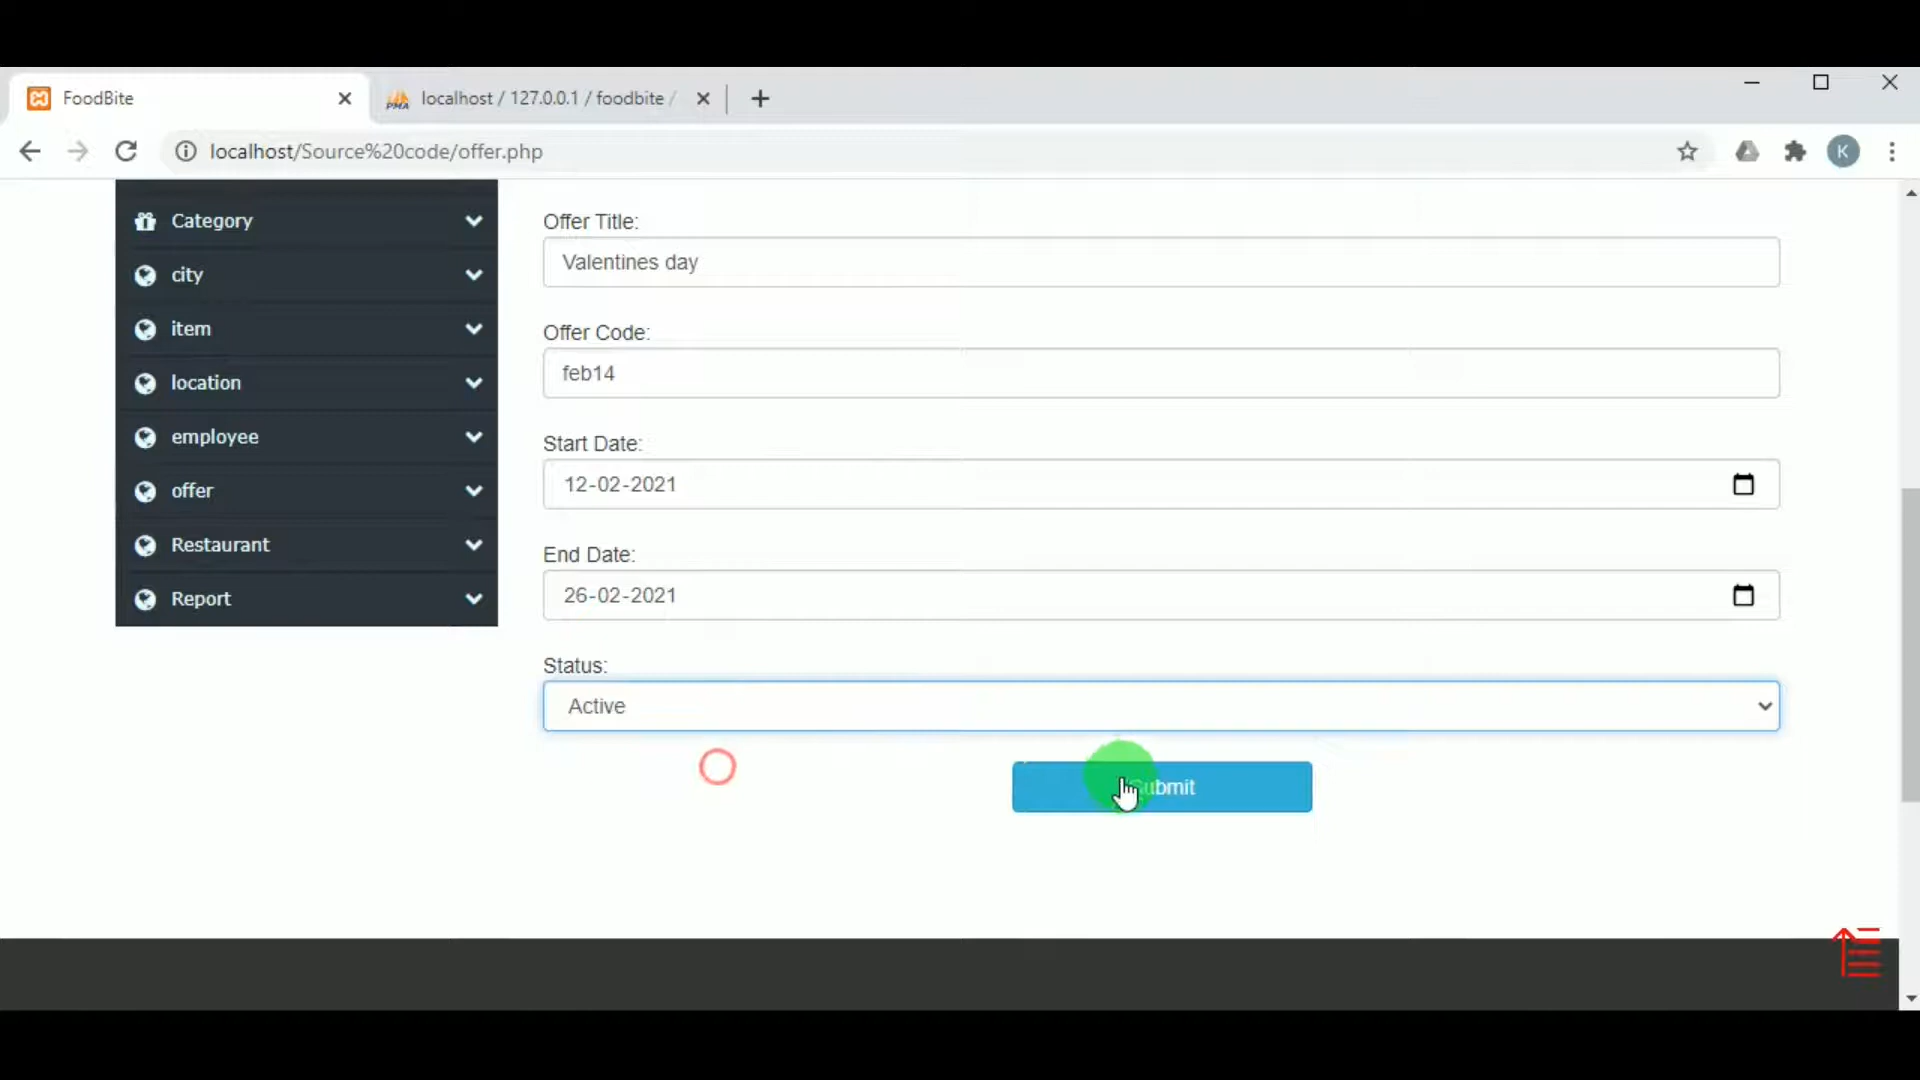 FoodBite
localhost / 127.0.0.1 / foodbite /
localhost/Source%20code/offer.php
K
Category
city
item
location
employee
offer
Restaurant
Report
Offer Title:
Valentines day
Offer Code:
feb14
Start Date:
12-02-2021
End Date:
26-02-2021
Status:
Active
Submit